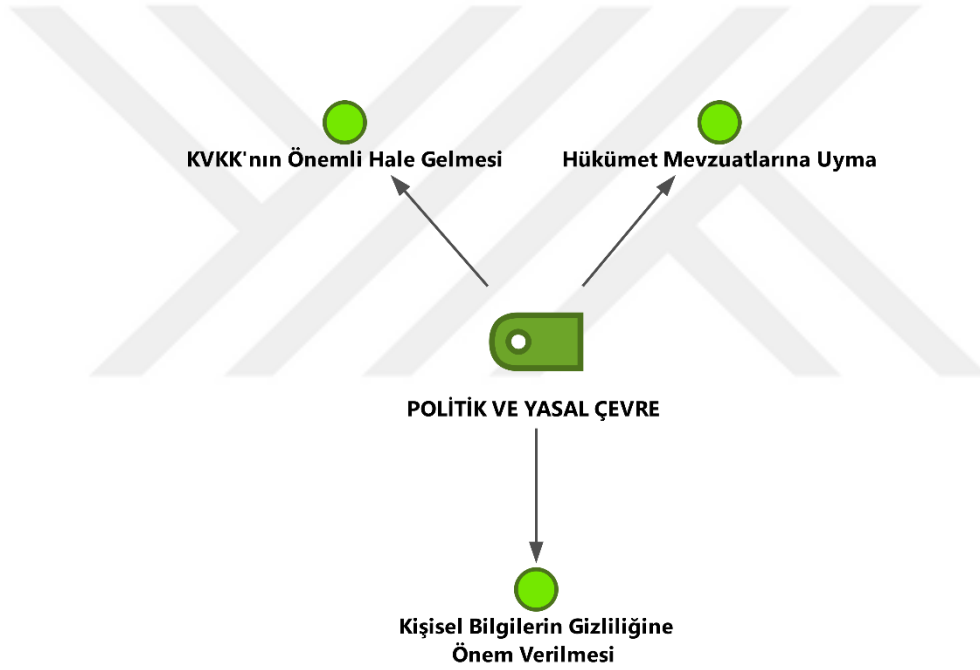 KVKK'nın Önemli Hale Gelmesi
Hükümet Mevzuatlarına Uyma
POLİTİK VE YASAL ÇEVRE
Kişisel Bilgilerin Gizliliğine
Önem Verilmesi